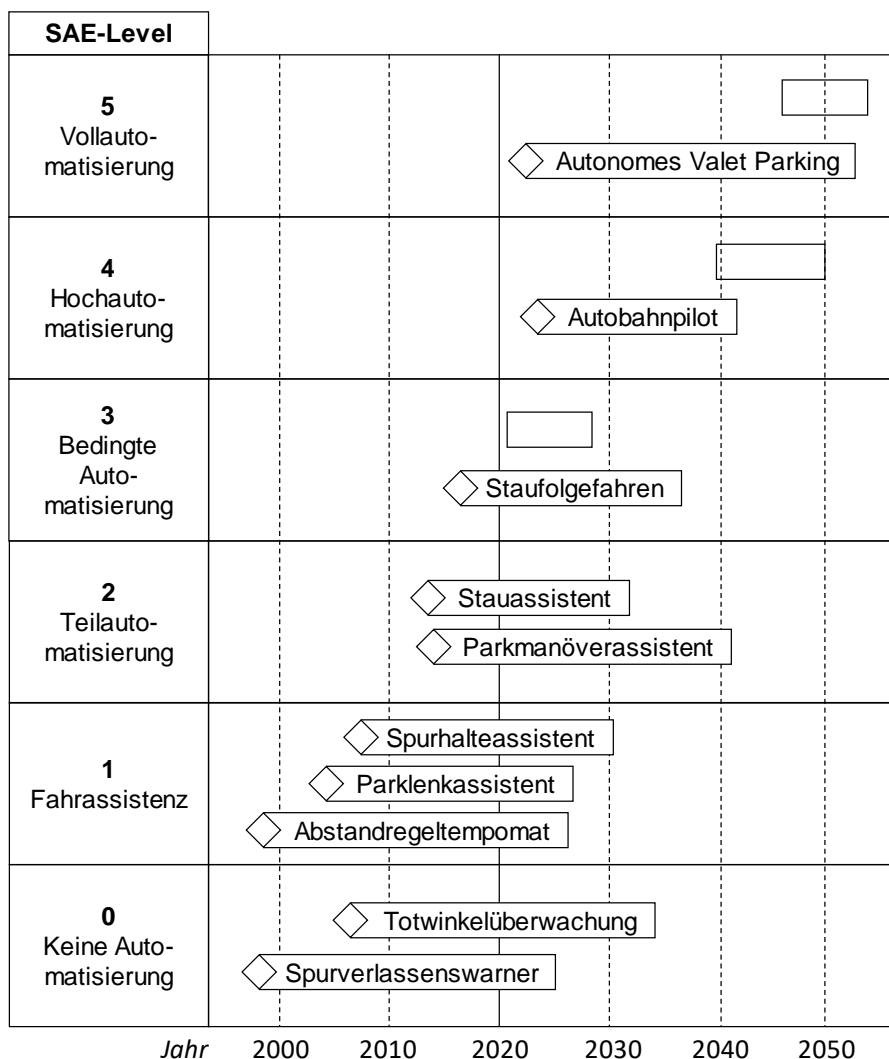 SAE-Level
5
Vollauto-
matisierung
Autonomes Valet Parking
4
Hochauto-
matisierung
Autobahnpilot
3
Bedingte
Auto-
matisierung
Staufolgefahren
2
Teilauto-
matisierung
Stauassistent
Parkmanöverassistent
1
Fahrassistenz
Spurhalteassistent
Parklenkassistent
Abstandregeltempomat
0
Keine Auto-
matisierung
Totwinkelüberwachung
Spurverlassenswarner
Jahr 2000 2010 2020 2030 2040 2050